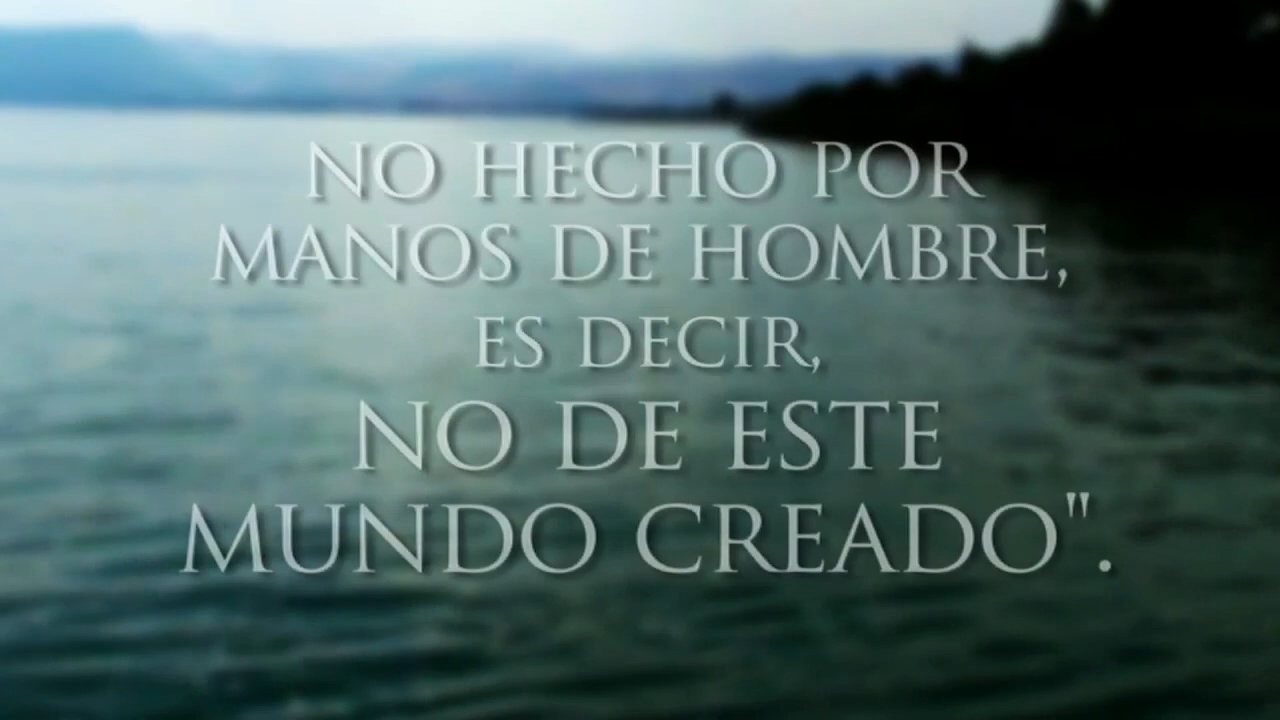 NO HECHO POR
MANOS DE HOMBRE,
ES DECIR,
NO DE ESTE
MUNDO CREADO".